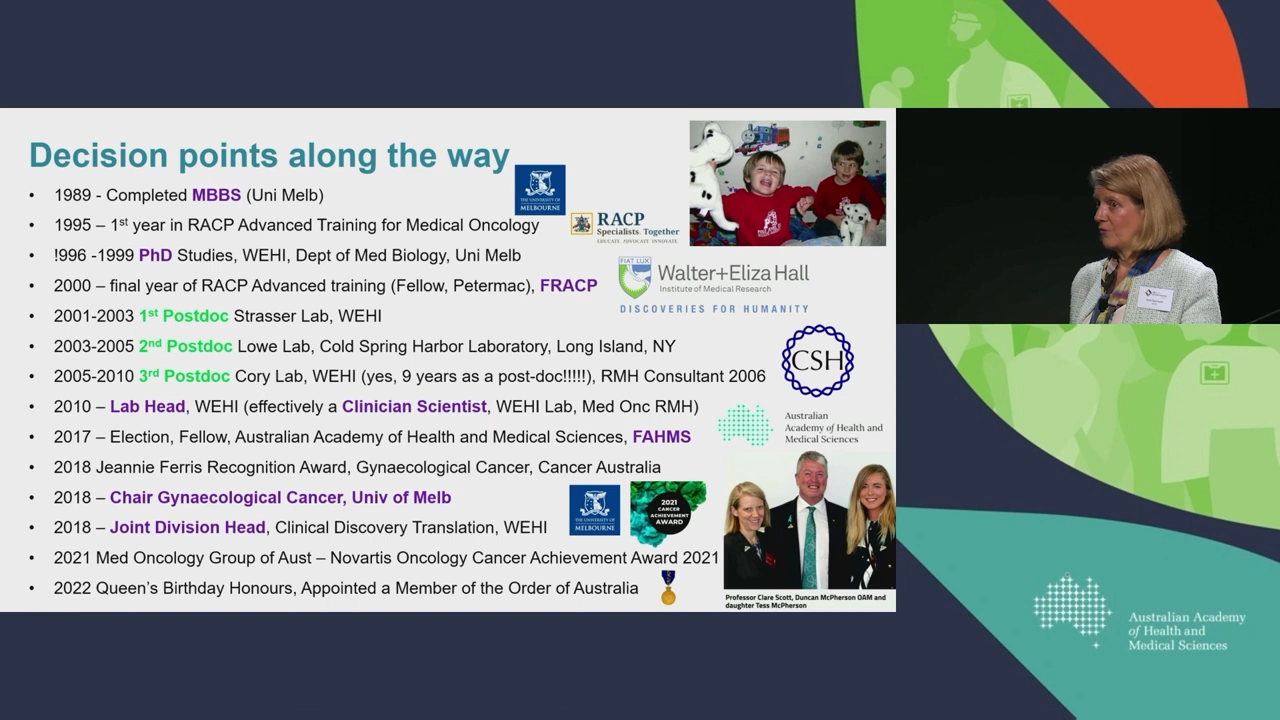 Decision points along the way
• 1989 - Completed MBBS (Uni Melb)
• 1995 – 1st year in RACP Advanced Training for Medical Oncology
• !996 -1999 PhD Studies, WEHI, Dept of Med Biology, Uni Melb
• 2000 – final year of RACP Advanced training (Fellow, Petermac), FRACP
• 2001-2003 1st Postdoc Strasser Lab, WEHI
• 2003-2005 2nd Postdoc Lowe Lab, Cold Spring Harbor Laboratory, Long Island, NY
• 2005-2010 3rd Postdoc Cory Lab, WEHI (yes, 9 years as a post-doc!!!!!), RMH Consultant 2006
• 2010 – Lab Head, WEHI (effectively a Clinician Scientist, WEHI Lab, Med Onc RMH)
• 2017 – Election, Fellow, Australian Academy of Health and Medical Sciences, FAHMS
• 2018 Jeannie Ferris Recognition Award, Gynaecological Cancer, Cancer Australia
• 2018 – Chair Gynaecological Cancer, Univ of Melb
• 2018 – Joint Division Head, Clinical Discovery Translation, WEHI
• 2021 Med Oncology Group of Aust – Novartis Oncology Cancer Achievement Award 2021
• 2022 Queen's Birthday Honours, Appointed a Member of the Order of Australia
THE UNIVERSITY OF
MELBOURNE
RACP
Specialists. Together
EDUCATE ADVOCATE INNOVATE
FIAT LUX
Walter+Eliza Hall
Institute of Medical Research
DISCOVERIES FOR HUMANITY
CSH
Australian
Academy of Health and
Medical Sciences
THE UNIVERSITY OF
MELBOURNE
2021
CANCER
ACHIEVEMENT
AWARD
Professor Clare Scott, Duncan McPherson OAM and
daughter Tess McPherson
Australian Academy
of Health and
Medical Sciences